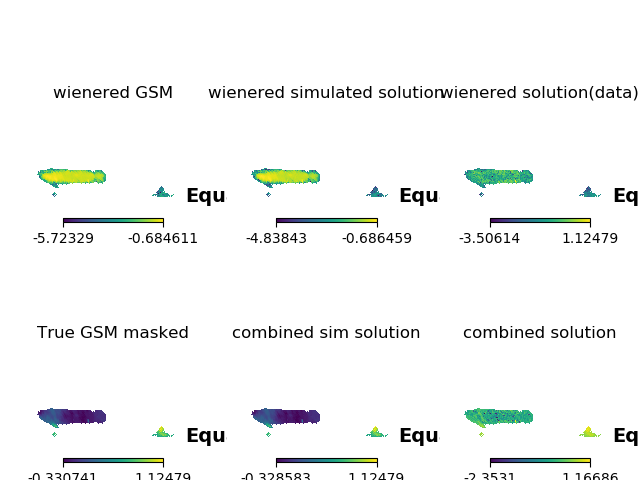 wienered GSM wienered simulated solution wienered solution(data)
Equ Equ Eq
-5.72329 -0.684611 -4.83843 -0.686459 -3.50614 1.12479
True GSM masked combined sim solution combined solution
Equ Equ Eq
-0.330741 1.12479 -0.328583 1.12479 -2.3531 1.16686